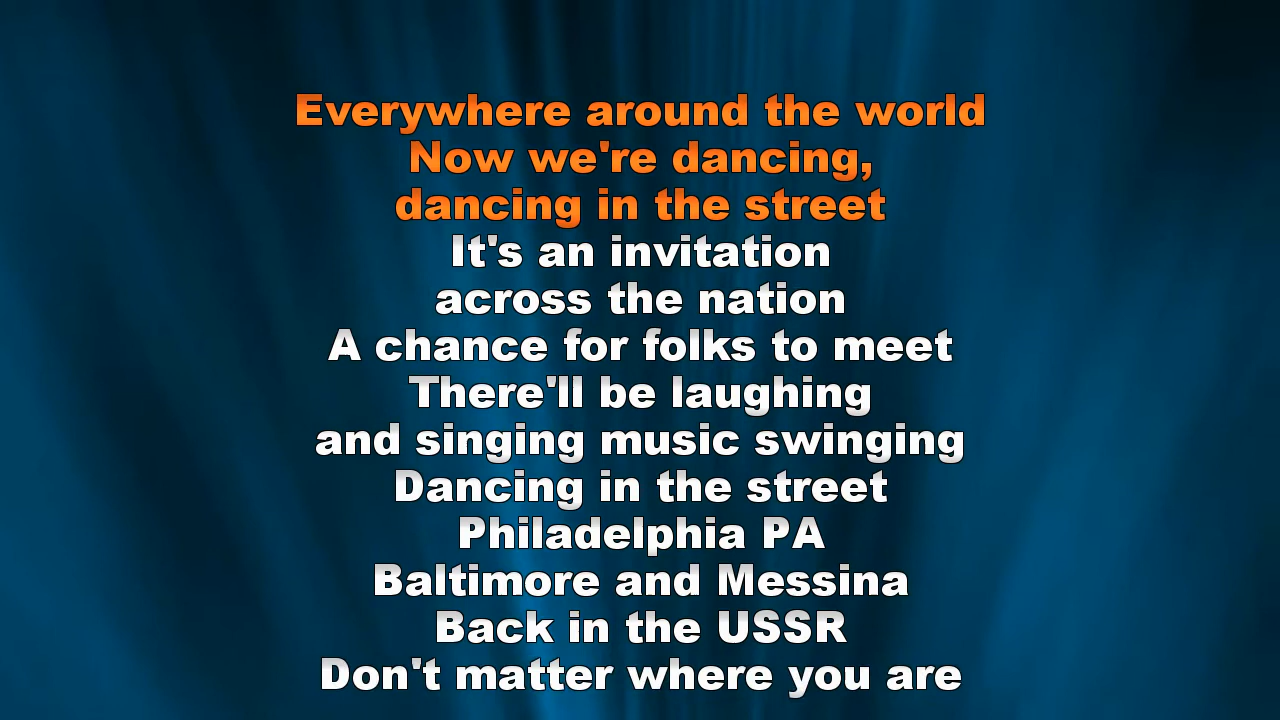 Everywhere around the world
Now we're dancing,
dancing in the street
It's an invitation
across the nation
A chance for folks to meet
There'll be laughing
and singing music swinging
Dancing in the street
Philadelphia PA
Baltimore and Messina
Back in the USSR
Don't matter where you are